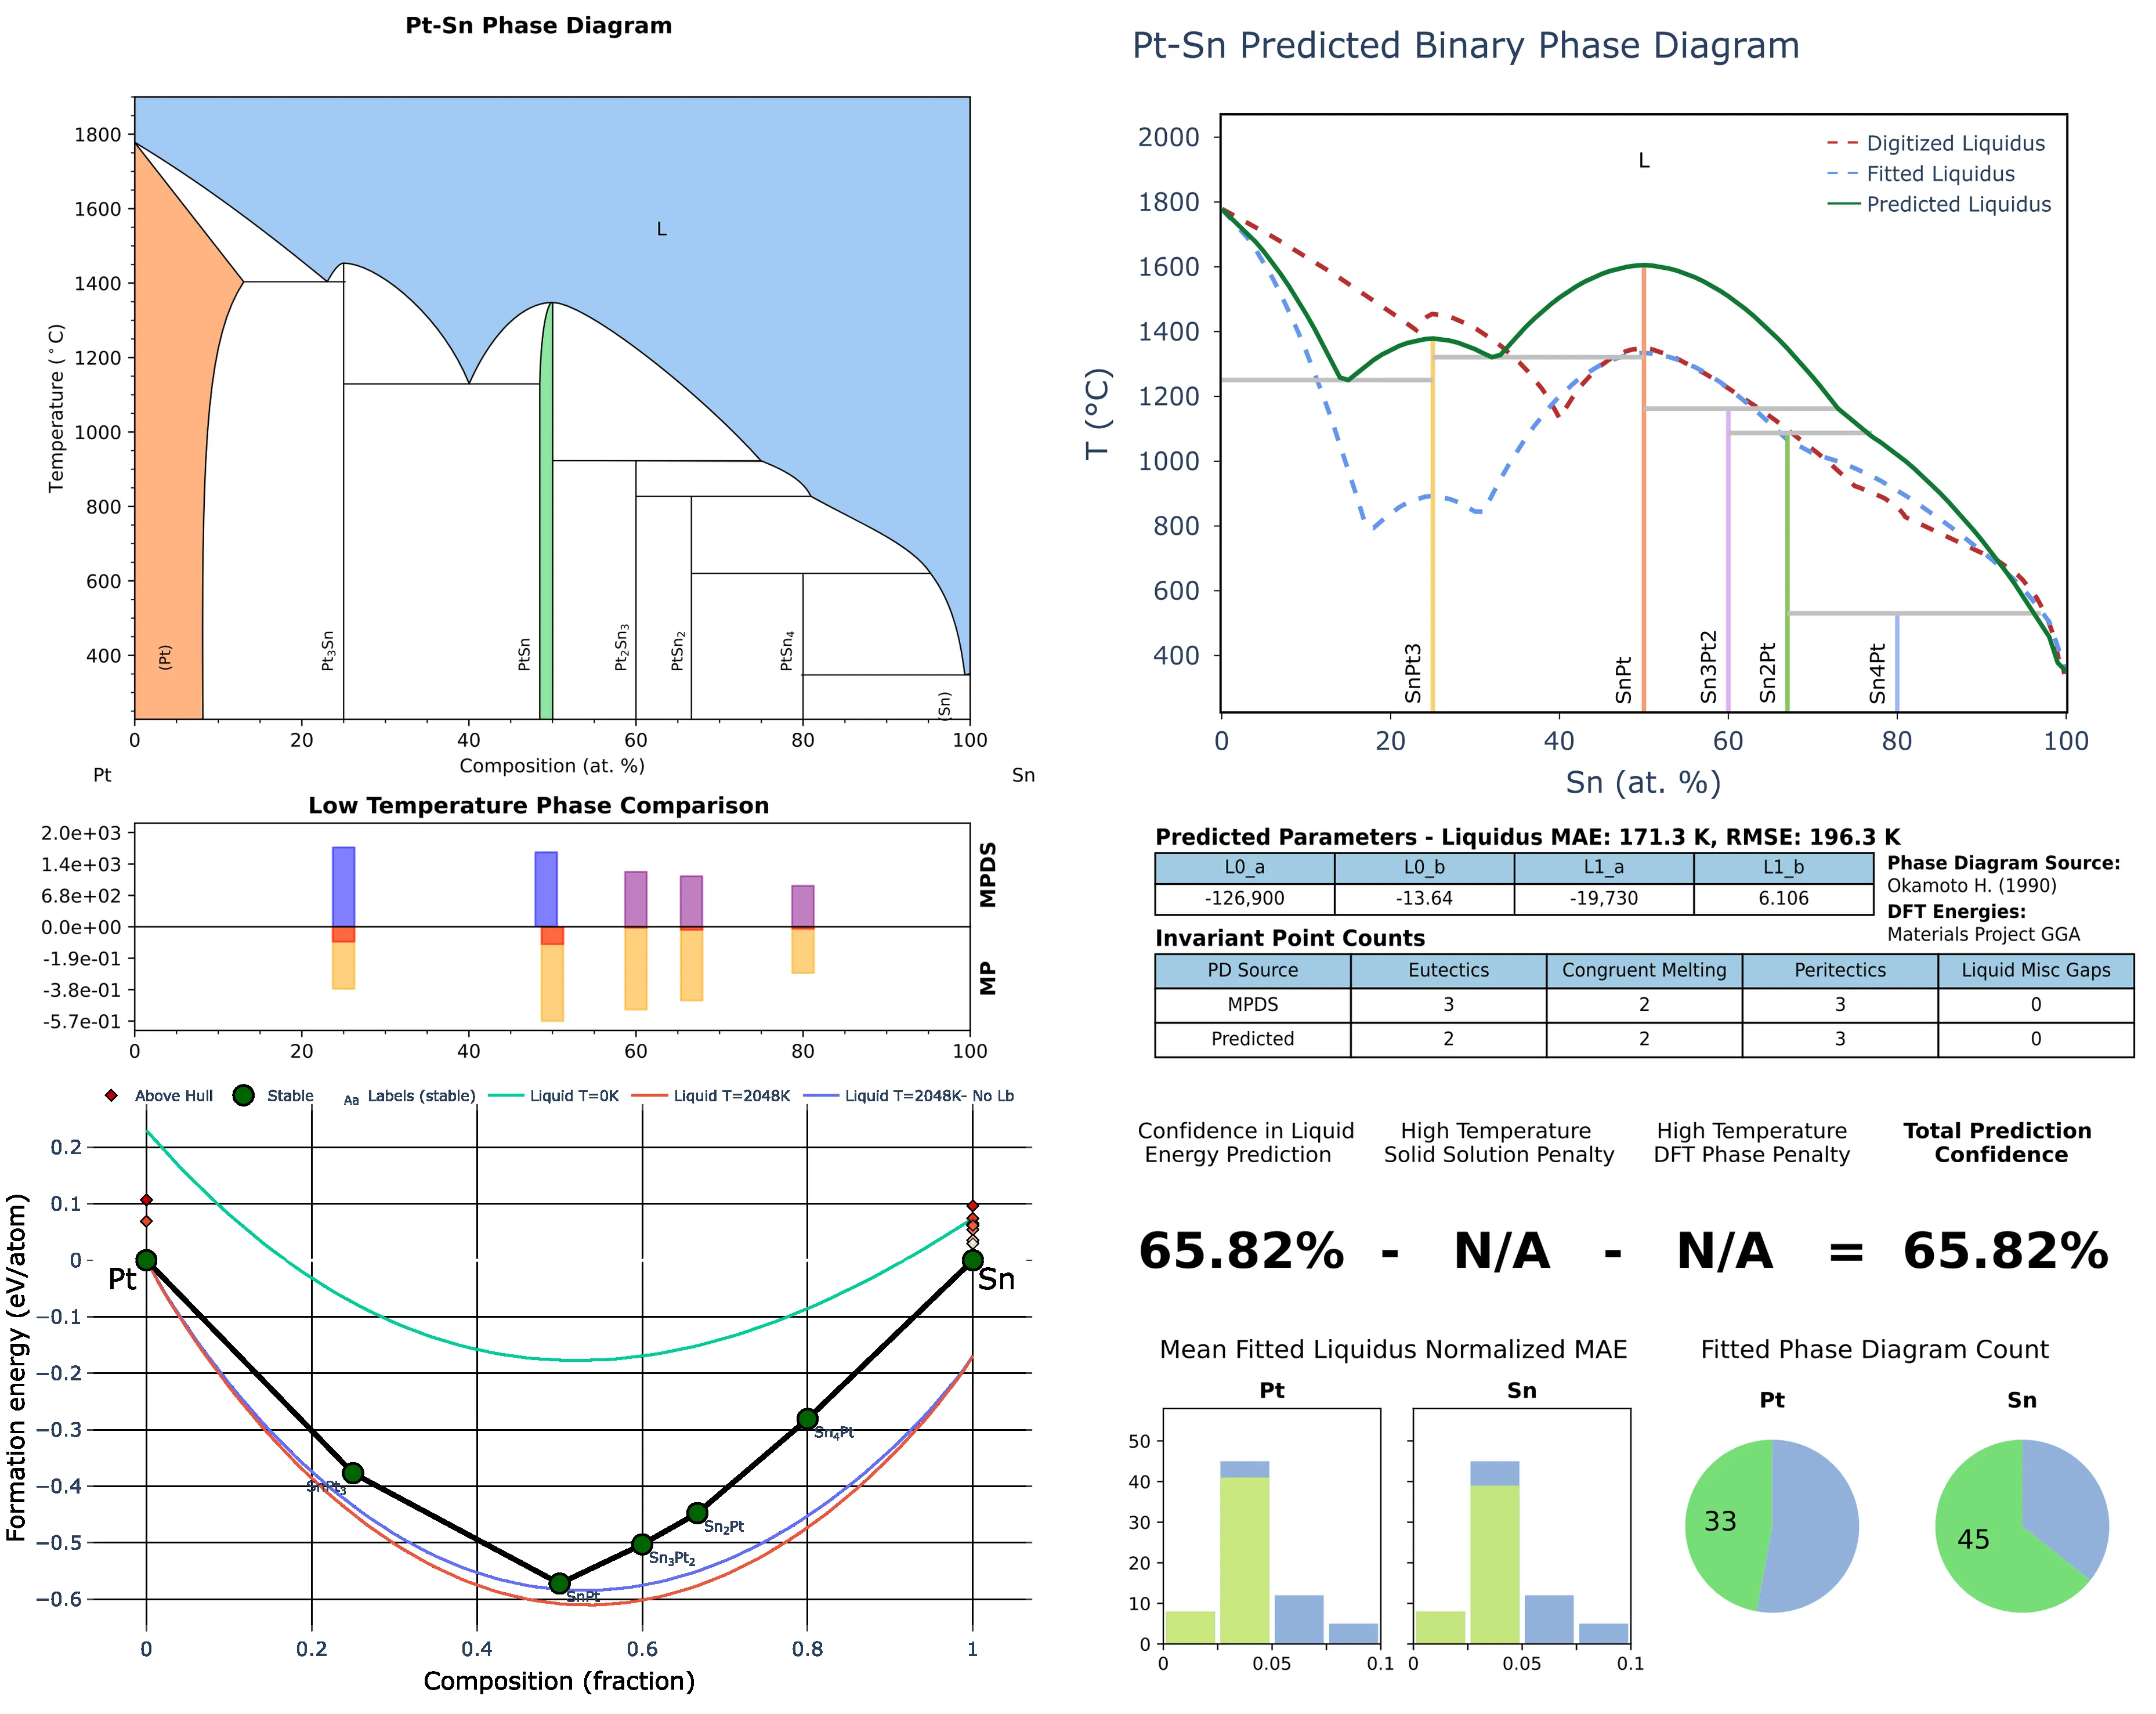 Pt-Sn Phase Diagram
1800
1600
1400
1200
1000
800
600
400
Temperature (°C)
L
(Pt)
Pt₃Sn
PtSn
Pt₂Sn₃
PtSn₂
PtSn₄
(Sn)
0 20 40 60 80 100
Composition (at. %)
Pt Sn
Low Temperature Phase Comparison
2.0e+03
1.4e+03
6.8e+02
0.0e+00
-1.9e-01
-3.8e-01
-5.7e-01
MPDS
MP
0 20 40 60 80 100
Above Hull Stable Aa Labels (stable) Liquid T=0K Liquid T=2048K Liquid T=2048K- No Lb
0.2
0.1
0
−0.1
−0.2
−0.3
−0.4
−0.5
−0.6
Formation energy (eV/atom)
Pt
Sn
SnPt₃
SnPt
Sn₃Pt₂
Sn₂Pt
Sn₄Pt
0 0.2 0.4 0.6 0.8 1
Composition (fraction)
Pt-Sn Predicted Binary Phase Diagram
2000
1800
1600
1400
1200
1000
800
600
400
T (°C)
L
Digitized Liquidus
Fitted Liquidus
Predicted Liquidus
SnPt3
SnPt
Sn3Pt2
Sn2Pt
Sn4Pt
0 20 40 60 80 100
Sn (at. %)
Predicted Parameters - Liquidus MAE: 171.3 K, RMSE: 196.3 K
L0_a L0_b L1_a L1_b
-126,900 -13.64 -19,730 6.106
Phase Diagram Source:
Okamoto H. (1990)
DFT Energies:
Materials Project GGA
Invariant Point Counts
PD Source Eutectics Congruent Melting Peritectics Liquid Misc Gaps
MPDS 3 2 3 0
Predicted 2 2 3 0
Confidence in Liquid Energy Prediction
High Temperature Solid Solution Penalty
High Temperature DFT Phase Penalty
Total Prediction Confidence
65.82% - N/A - N/A = 65.82%
Mean Fitted Liquidus Normalized MAE
Pt Sn
50
40
30
20
10
0
0 0.05 0.1 0 0.05 0.1
Fitted Phase Diagram Count
Pt Sn
33 45